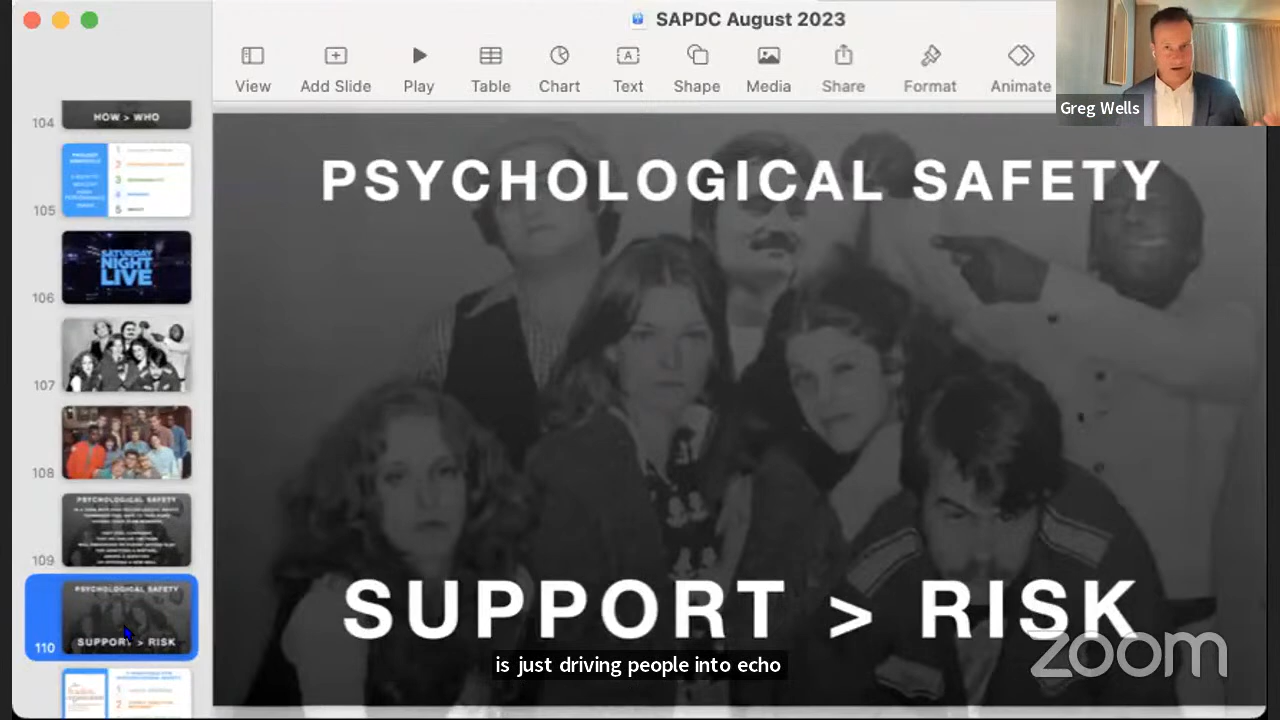 SAPDC August 2023
View
Add Slide
Play
Table
Chart
Text
Shape
Media
Share
Format
Animate
Greg Wells
104
HOW > WHO
105
106
SATURDAY
NIGHT
LIVE
107
108
109
PSYCHOLOGICAL SAFETY
110
PSYCHOLOGICAL SAFETY
SUPPORT > RISK
PSYCHOLOGICAL SAFETY
SUPPORT > RISK
is just driving people into echo
zoom